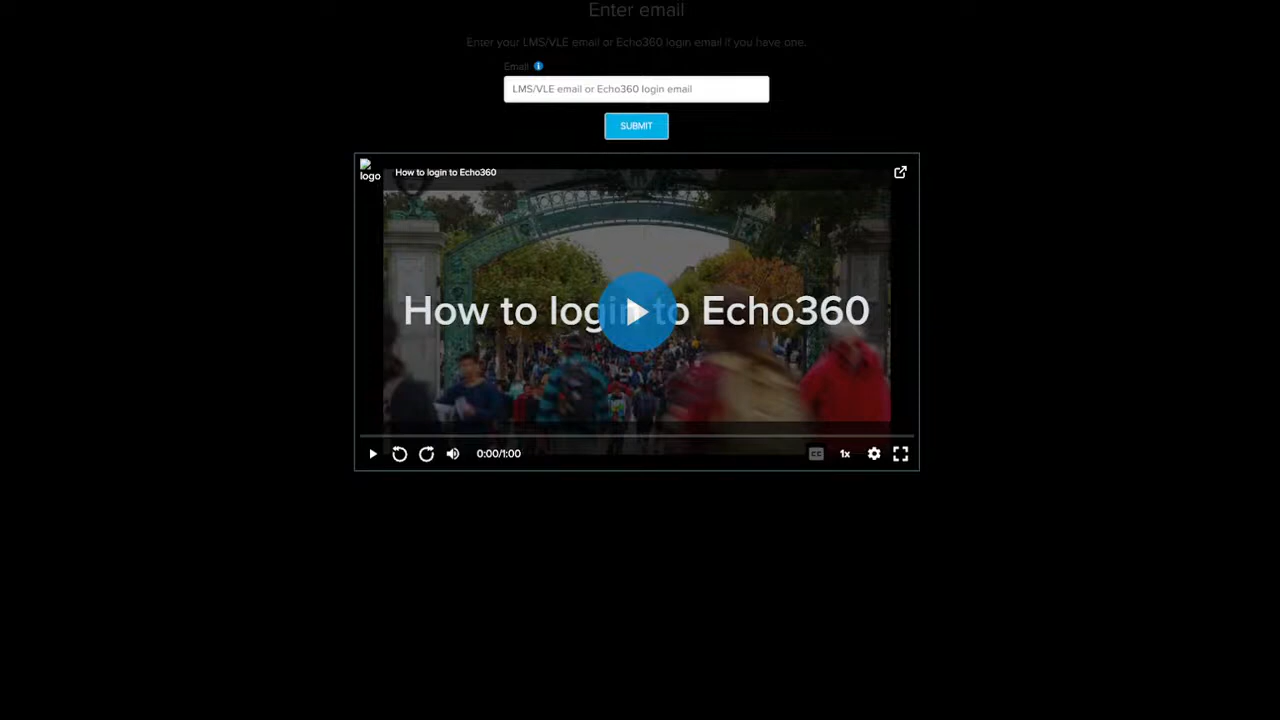 Enter email
Enter your LMS/VLE email or Echo360 login email if you have one.
Email
LMS/VLE email or Echo360 login email
SUBMIT
logo
How to login to Echo360
How to login to Echo360
0:00/1:00
CC
1x